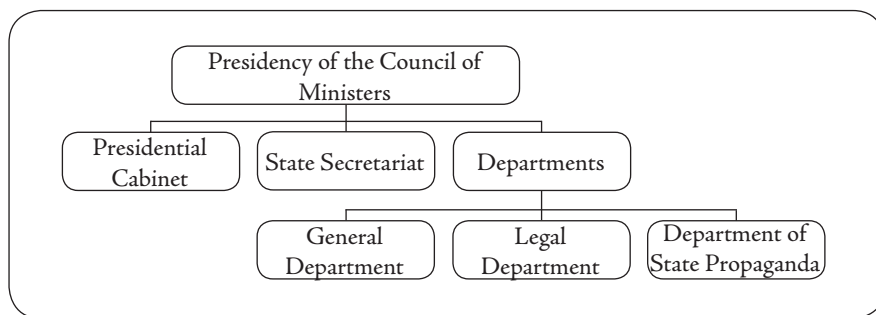 Presidency of the Council of
Ministers
Presidential
Cabinet
State Secretariat
Departments
General
Department
Legal
Department
Department of
State Propaganda